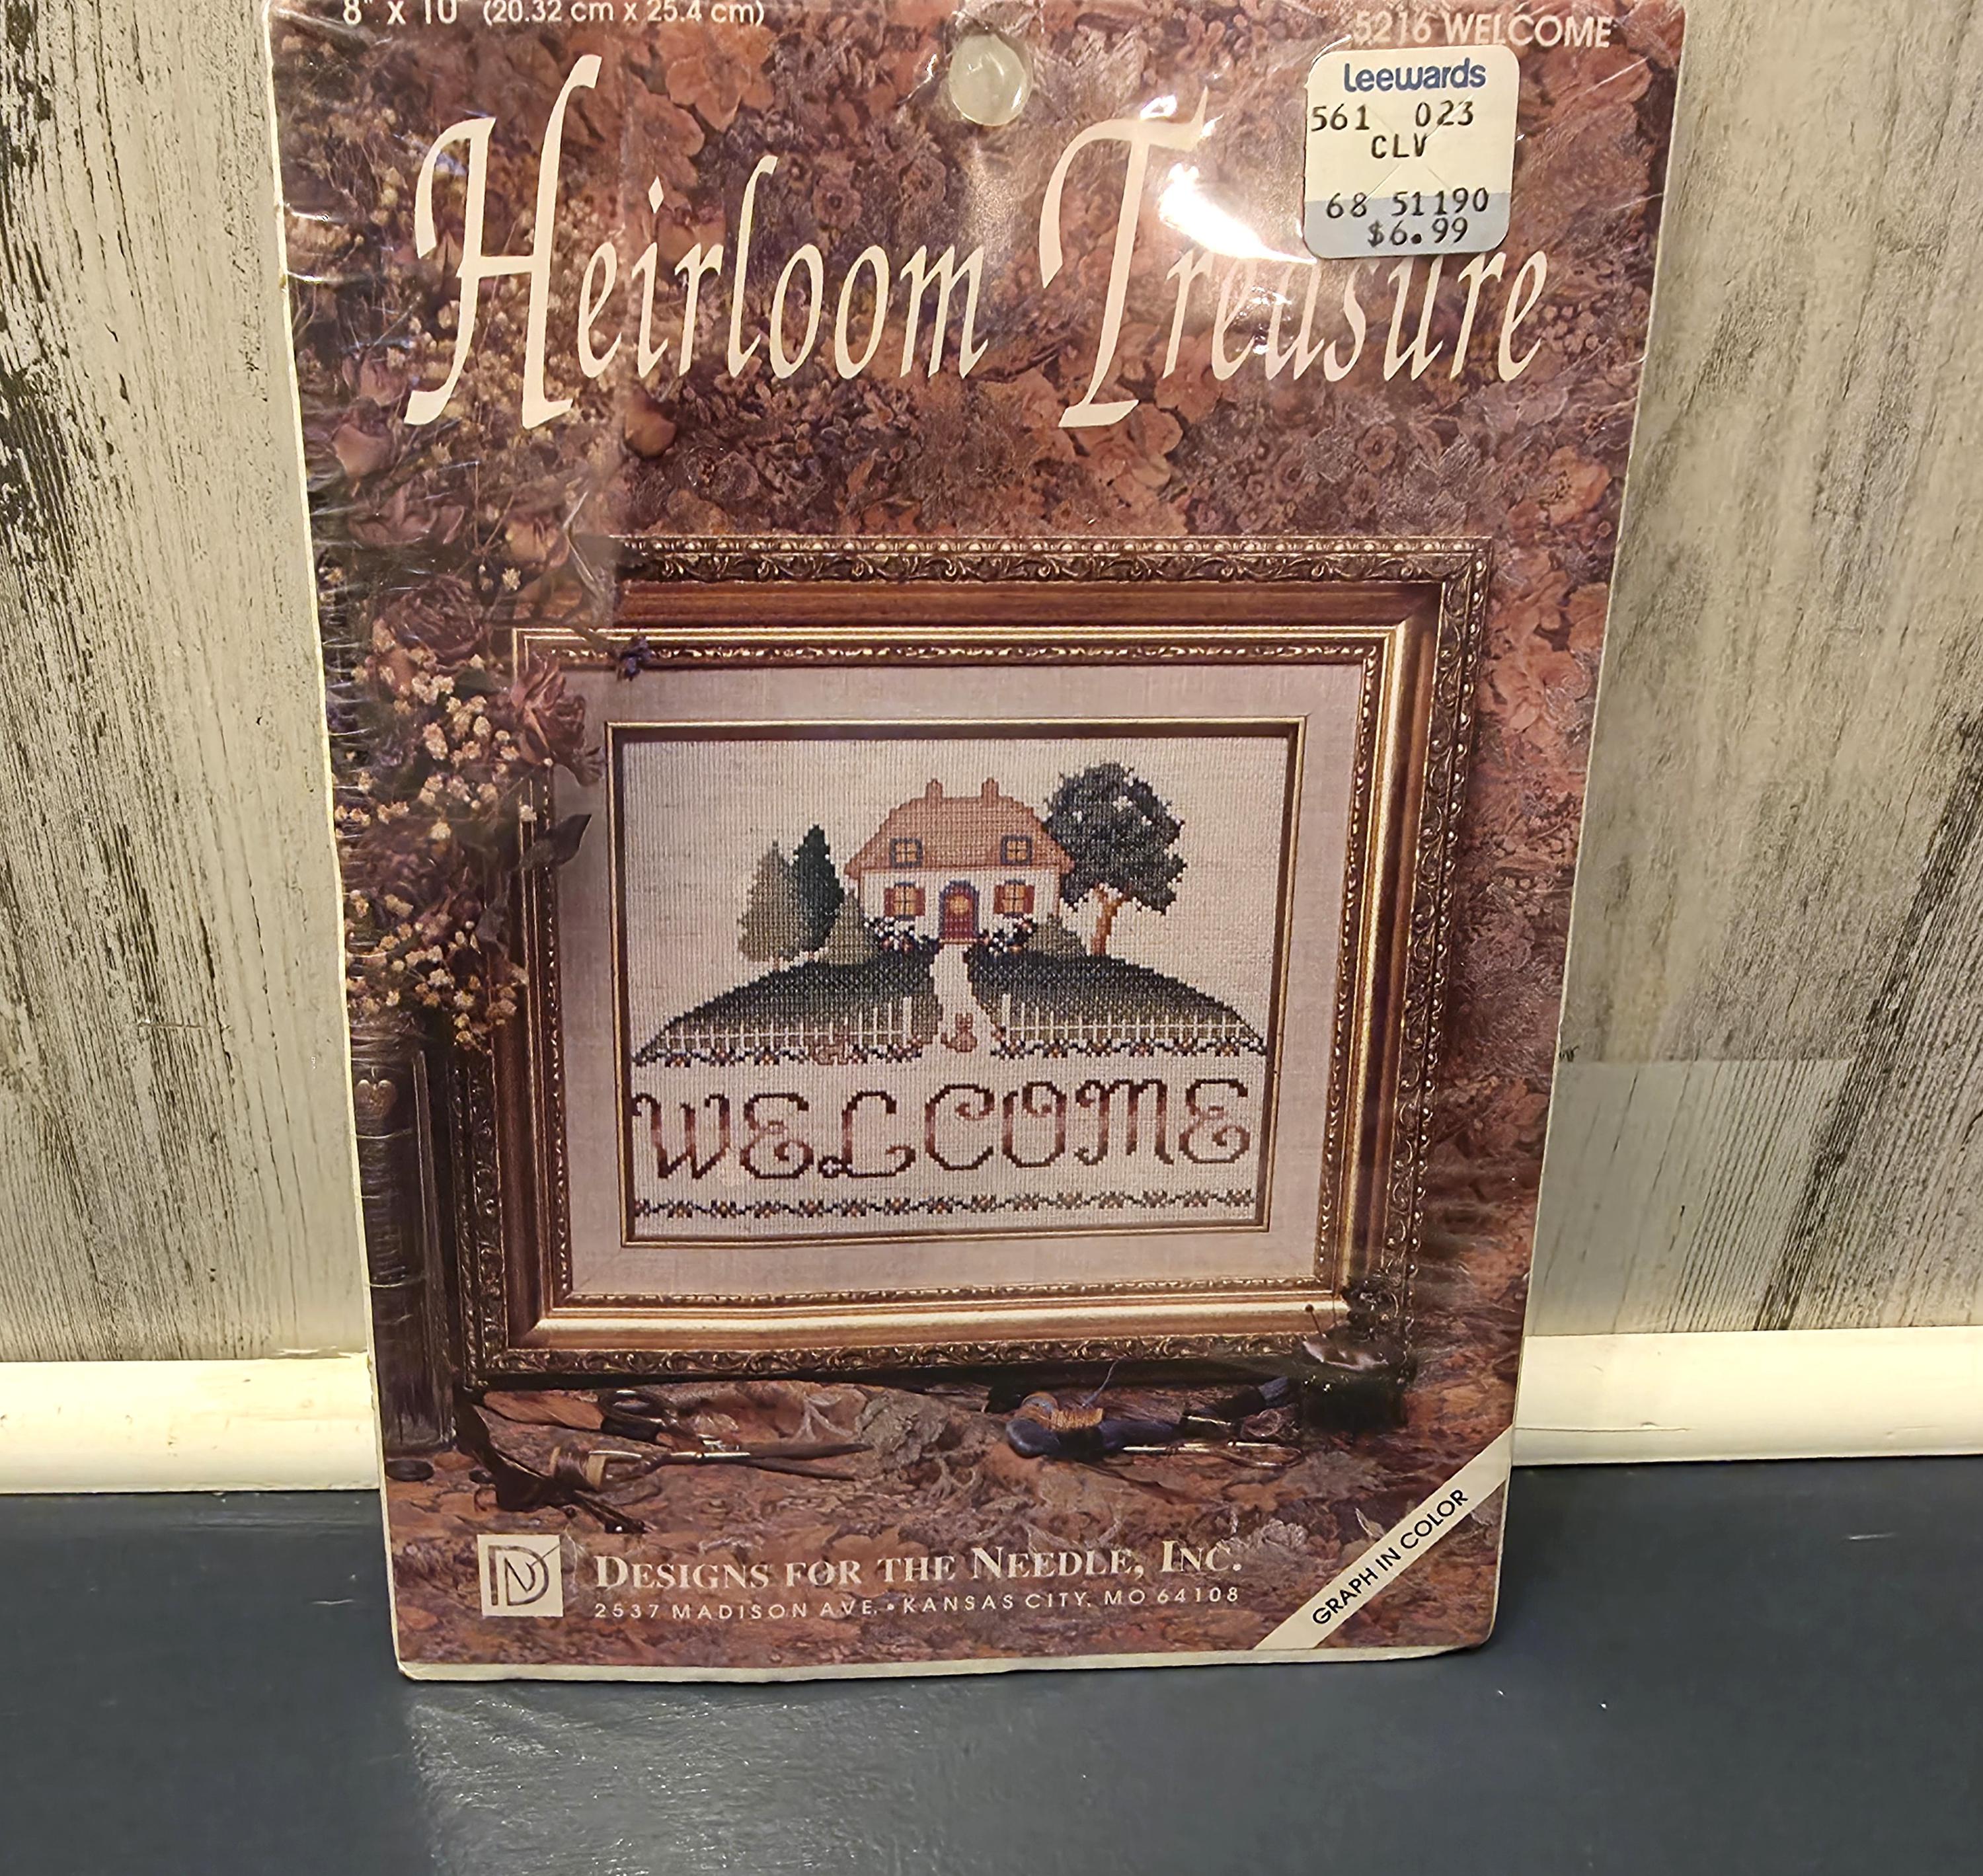 8" x 10" (20.32 cm x 25.4 cm)
5216 WELCOME
Leewards
561 023
CLV
68 51190
$6.99
Heirloom Treasure
WELCOME
DESIGNS FOR THE NEEDLE, INC.
2537 MADISON AVE. • KANSAS CITY, MO 64108
GRAPH IN COLOR